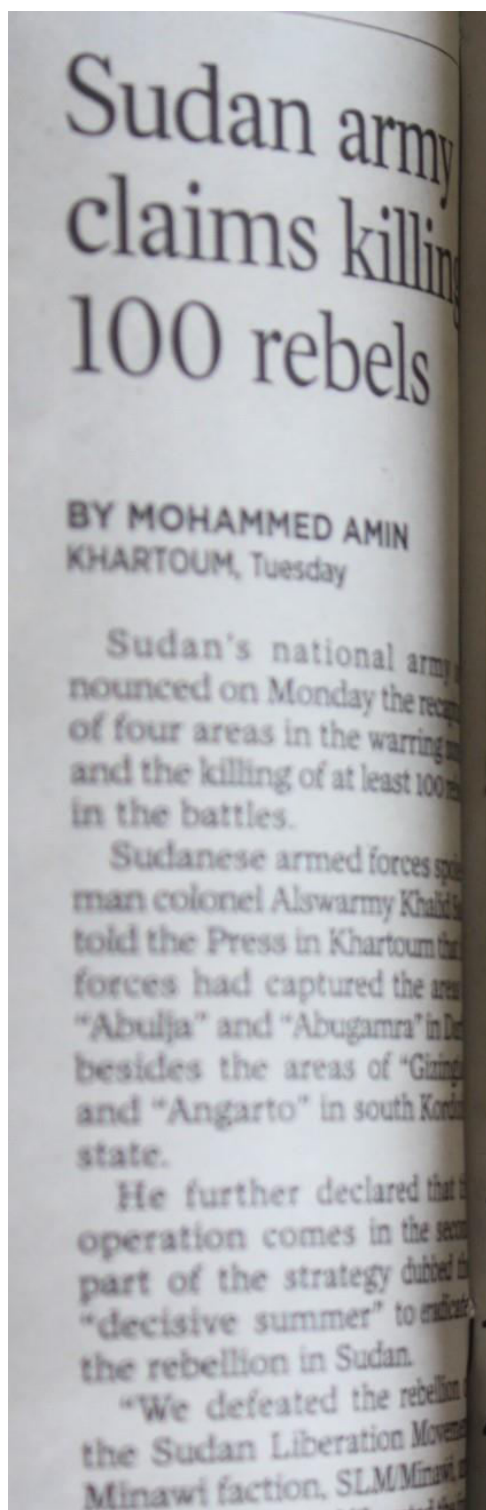 Sudan army
claims killing
100 rebels
BY MOHAMMED AMIN
KHARTOUM, Tuesday
Sudan's national army
nounced on Monday the
of four areas in the warring
and the killing of at least 100
in the battles.
Sudanese armed forces
man colonel Alswarmy Khalid
told the Press in Khartoum that
forces had captured the
"Abulja" and "Abugamra" in
besides the areas of
and "Angarto" in south
state.
He further declared that
operation comes in the
part of the strategy dubbed
"decisive summer" to eradicate
the rebellion in Sudan.
"We defeated the rebellion
the Sudan Liberation
Minawi faction, SLM/Minawi,